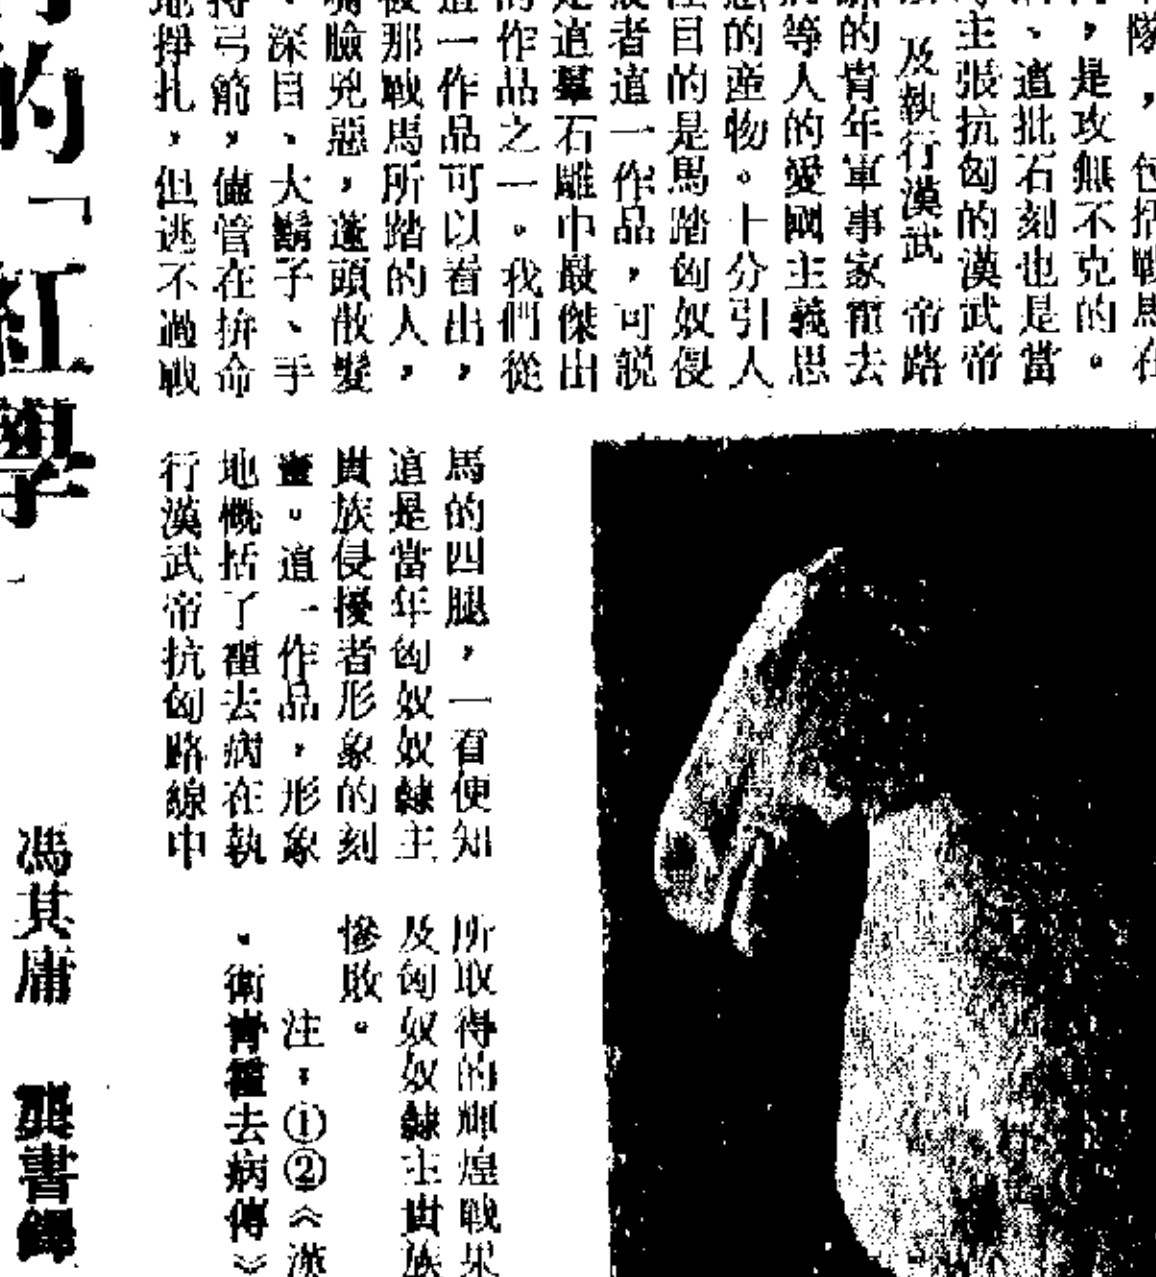 隊，包括戰馬在
，是攻無不克的。
、這批石刻也是當
主張抗匈的漢武帝
及執行漢武 帝路
的青年軍事家霍去
等人的愛國主義思
的産物。十分引人
目的是馬踏匈奴侵
者這一作品，可説
這羣石雕中最傑出
作品之一。我們從
一作品可以看出，
那戰馬所踏的人，
臉兇惡，蓬頭散髮
深目、大鬍子、手
弓箭，儘管在拚命
掙扎，但逃不過戰
馬的四腿，一看便知
這是當年匈奴奴隸主
貴族侵擾者形象的刻
畫。這一作品，形象
地概括了霍去病在執
行漢武帝抗匈路線中
所取得的輝煌戰果
及匈奴奴隸主貴族
慘敗。
注：①②《漢
·衛青霍去病傳》
的「紅學」
馮其庸 龔書鐸